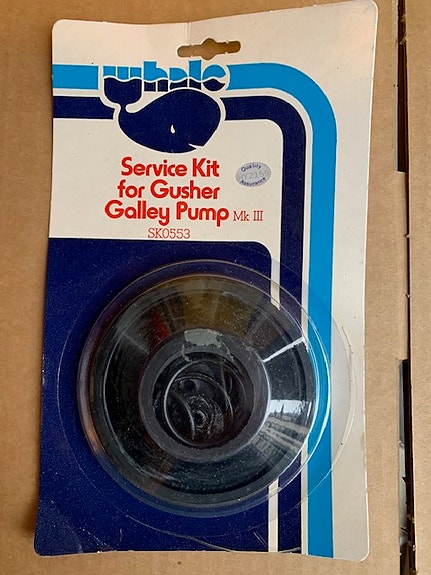 whale
Service Kit
for Gusher
Galley Pump Mk III
SK0553
Quality
Assurance